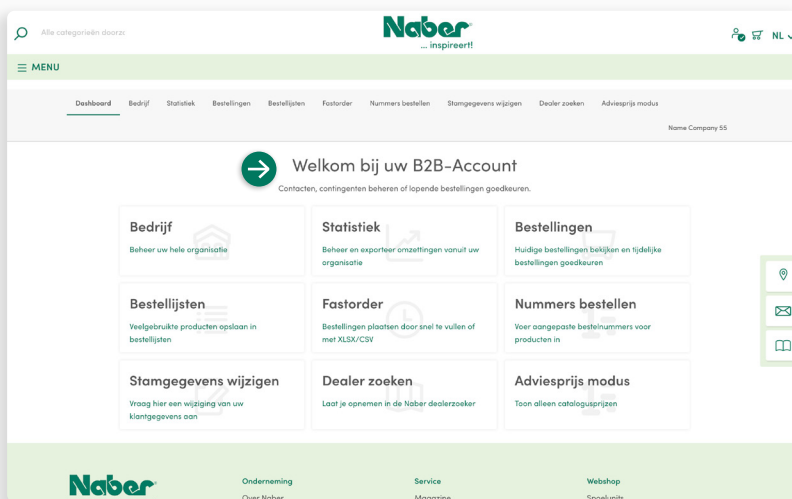 Alle categorieën doorzo
Naber
... inspireert!
NL
MENU
Dashboard Bedrijf Statistiek Bestellingen Bestellijsten Fastorder Nummers bestellen Stamgegevens wijzigen Dealer zoeken Adviesprijs modus
Name Company 55
Welkom bij uw B2B-Account
Contacten, contingenten beheren of lopende bestellingen goedkeuren.
Bedrijf
Beheer uw hele organisatie
Statistiek
Beheer en exporteer omzettingen vanuit uw
organisatie
Bestellingen
Huidige bestellingen bekijken en tijdelijke
bestellingen goedkeuren
Bestellijsten
Veelgebruikte producten opslaan in
bestellijsten
Fastorder
Bestellingen plaatsen door snel te vullen of
met XLSX/CSV
Nummers bestellen
Voer aangepaste bestelnummers voor
producten in
Stamgegevens wijzigen
Vraag hier een wijziging van uw
klantgegevens aan
Dealer zoeken
Laat je opnemen in de Naber dealerzoeker
Adviesprijs modus
Toon alleen catalogusprijzen
Naber
Onderneming
Over Naber
Service
Magazine
Webshop
Spoelunits